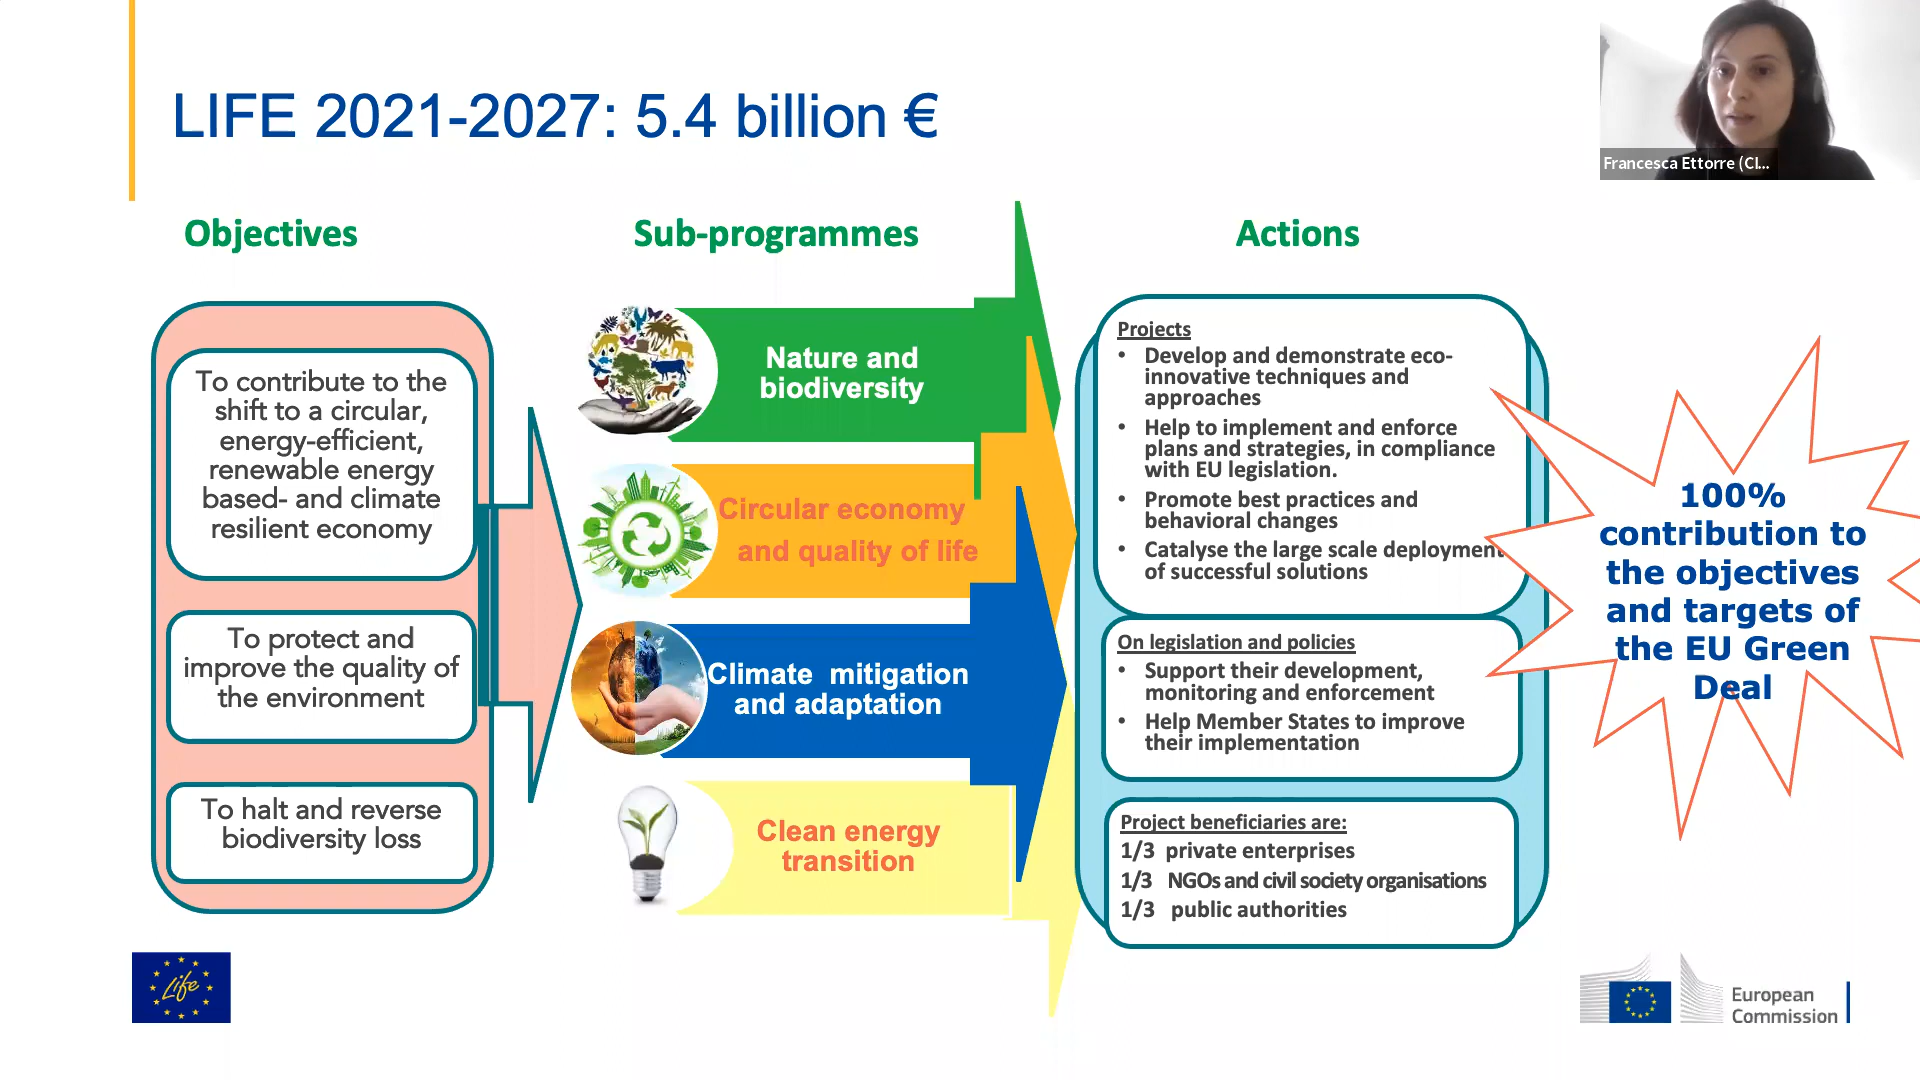 LIFE 2021-2027: 5.4 billion €
Francesca Ettorre (CI...
Objectives
To contribute to the
shift to a circular,
energy-efficient,
renewable energy
based- and climate
resilient economy
To protect and
improve the quality of
the environment
To halt and reverse
biodiversity loss
Sub-programmes
Nature and
biodiversity
Circular economy
and quality of life
Climate mitigation
and adaptation
Clean energy
transition
Actions
Projects
• Develop and demonstrate eco-
innovative techniques and
approaches
• Help to implement and enforce
plans and strategies, in compliance
with EU legislation.
• Promote best practices and
behavioral changes
• Catalyse the large scale deployment
of successful solutions
On legislation and policies
• Support their development,
monitoring and enforcement
• Help Member States to improve
their implementation
Project beneficiaries are:
1/3 private enterprises
1/3 NGOs and civil society organisations
1/3 public authorities
100%
contribution to
the objectives
and targets of
the EU Green
Deal
Life
European
Commission